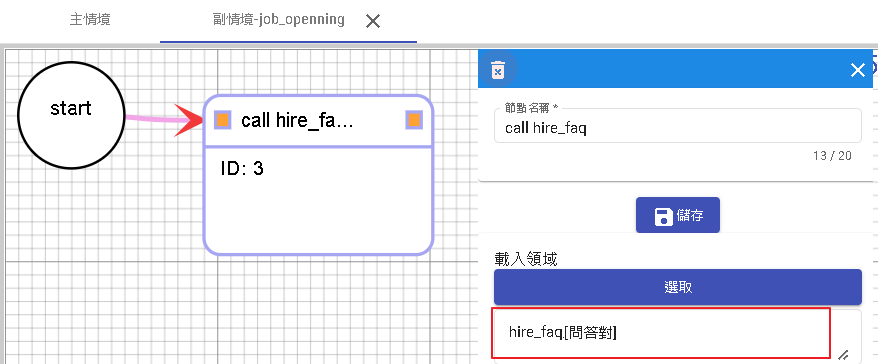 主情境
副情境-job_openning
start
call hire_fa...
ID: 3
節點名稱 *
call hire_faq
13 / 20
儲存
載入領域
選取
hire_faq[問答對]